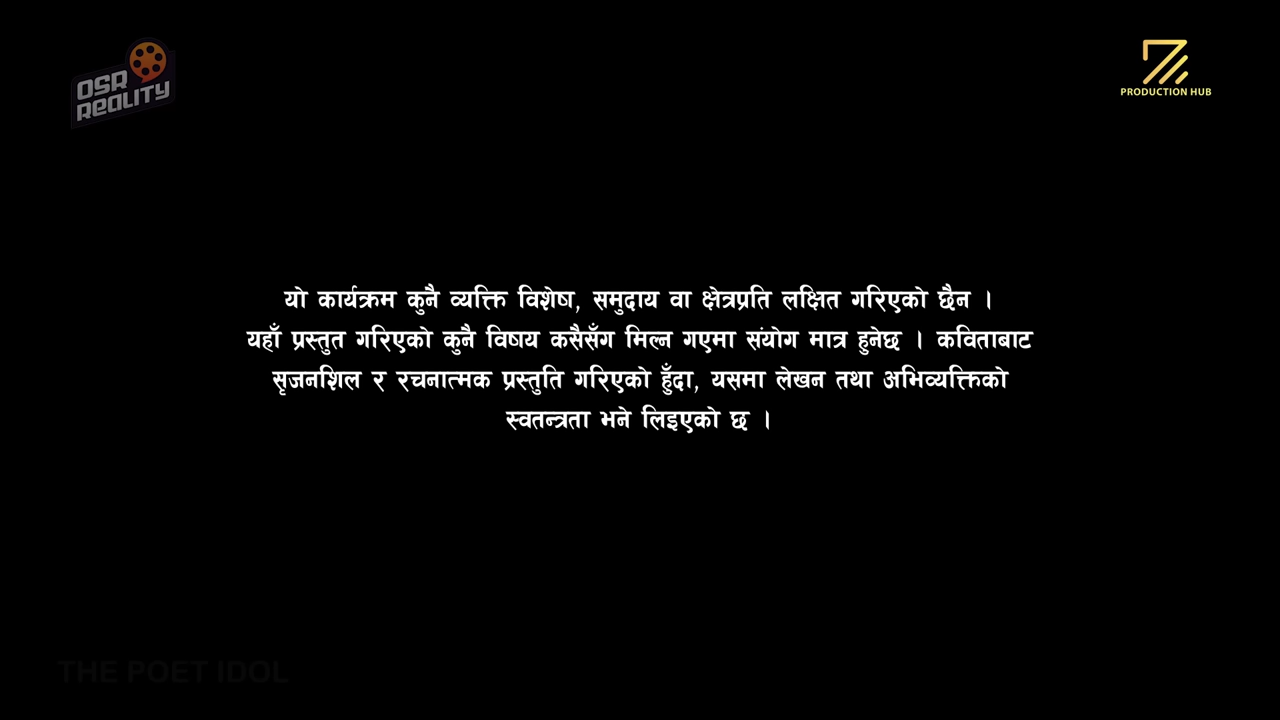 OSR
REALITY
PRODUCTION HUB
यो कार्यक्रम कुनै व्यक्ति विशेष, समुदाय वा क्षेत्रप्रति लक्षित गरिएको छैन ।
यहाँ प्रस्तुत गरिएको कुनै विषय कसैसँग मिल्न गएमा संयोग मात्र हुनेछ । कविताबाट
सृजनशिल र रचनात्मक प्रस्तुति गरिएको हुँदा, यसमा लेखन तथा अभिव्यक्तिको
स्वतन्त्रता भने लिइएको छ ।
THE POET IDOL